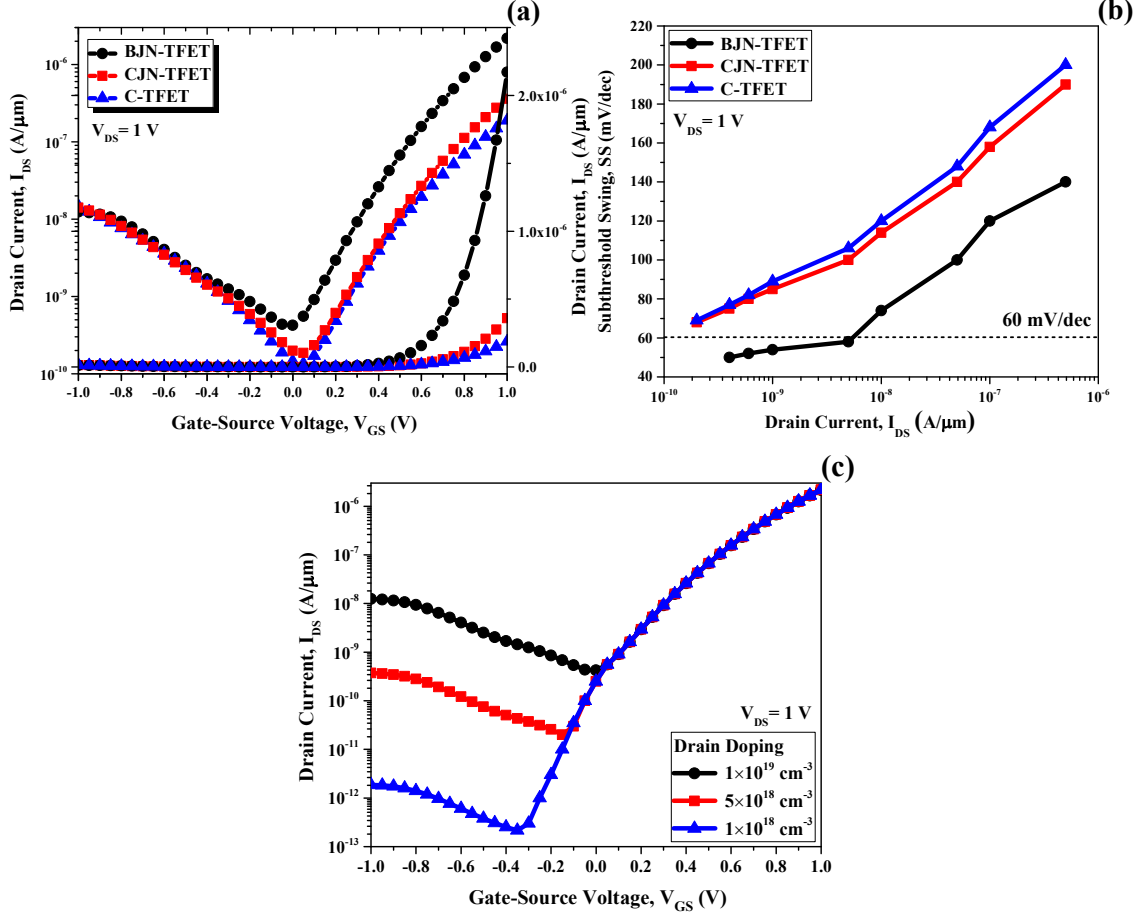 (a)
BJN-TFET
CJN-TFET
C-TFET
V_DS = 1 V
10⁻⁶
10⁻⁷
10⁻⁸
10⁻⁹
10⁻¹⁰
2.0x10⁻⁶
1.0x10⁻⁶
0.0
-1.0 -0.8 -0.6 -0.4 -0.2 0.0 0.2 0.4 0.6 0.8 1.0
Drain Current, I_DS (A/μm)
Gate-Source Voltage, V_GS (V)
Drain Current, I_DS (A/μm)
(b)
BJN-TFET
CJN-TFET
C-TFET
V_DS = 1 V
60 mV/dec
200
180
160
140
120
100
80
60
40
10⁻¹⁰ 10⁻⁹ 10⁻⁸ 10⁻⁷ 10⁻⁶
Subthreshold Swing, SS (mV/dec)
Drain Current, I_DS (A/μm)
(c)
10⁻⁶
10⁻⁷
10⁻⁸
10⁻⁹
10⁻¹⁰
10⁻¹¹
10⁻¹²
10⁻¹³
V_DS = 1 V
Drain Doping
1×10¹⁹ cm⁻³
5×10¹⁸ cm⁻³
1×10¹⁸ cm⁻³
-1.0 -0.8 -0.6 -0.4 -0.2 0.0 0.2 0.4 0.6 0.8 1.0
Drain Current, I_DS (A/μm)
Gate-Source Voltage, V_GS (V)